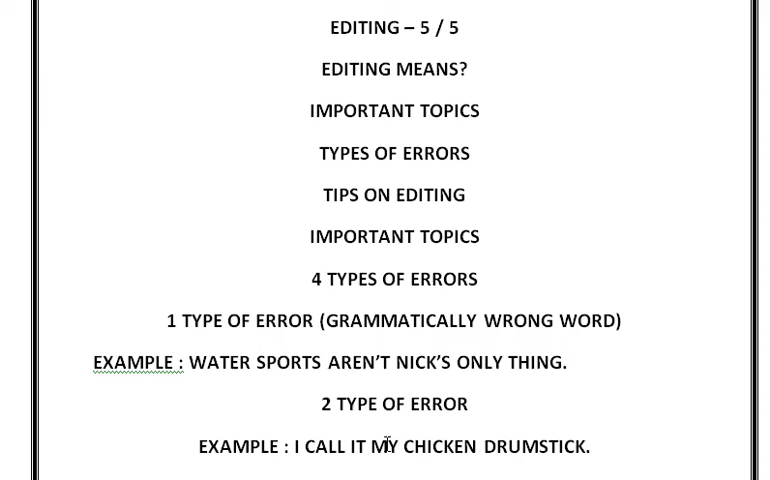 EDITING – 5 / 5
EDITING MEANS?
IMPORTANT TOPICS
TYPES OF ERRORS
TIPS ON EDITING
IMPORTANT TOPICS
4 TYPES OF ERRORS
1 TYPE OF ERROR (GRAMMATICALLY WRONG WORD)
EXAMPLE : WATER SPORTS AREN’T NICK’S ONLY THING.
2 TYPE OF ERROR
EXAMPLE : I CALL IT MY CHICKEN DRUMSTICK.